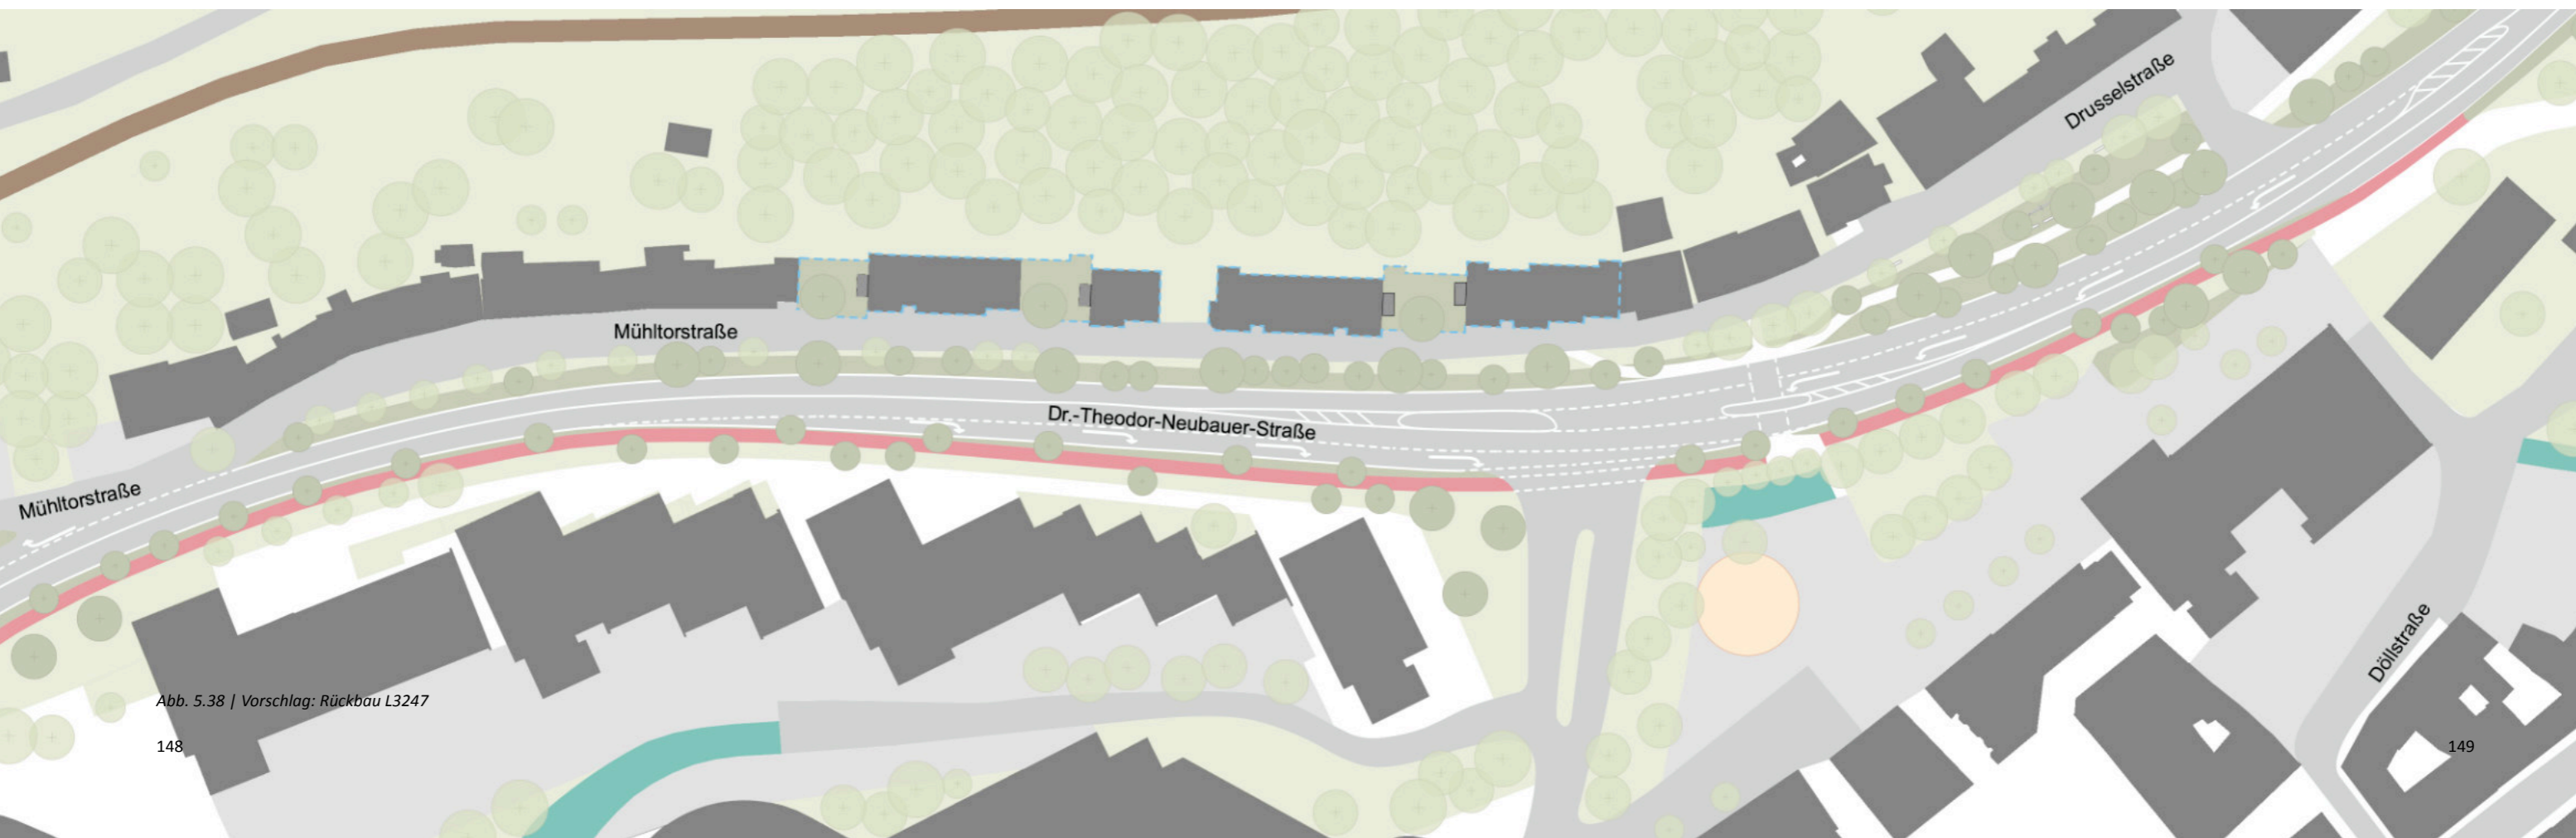 Drusselstraße
Mühltorstraße
Dr.-Theodor-Neubauer-Straße
Mühltorstraße
Döllstraße
Abb. 5.38 | Vorschlag: Rückbau L3247
148
149